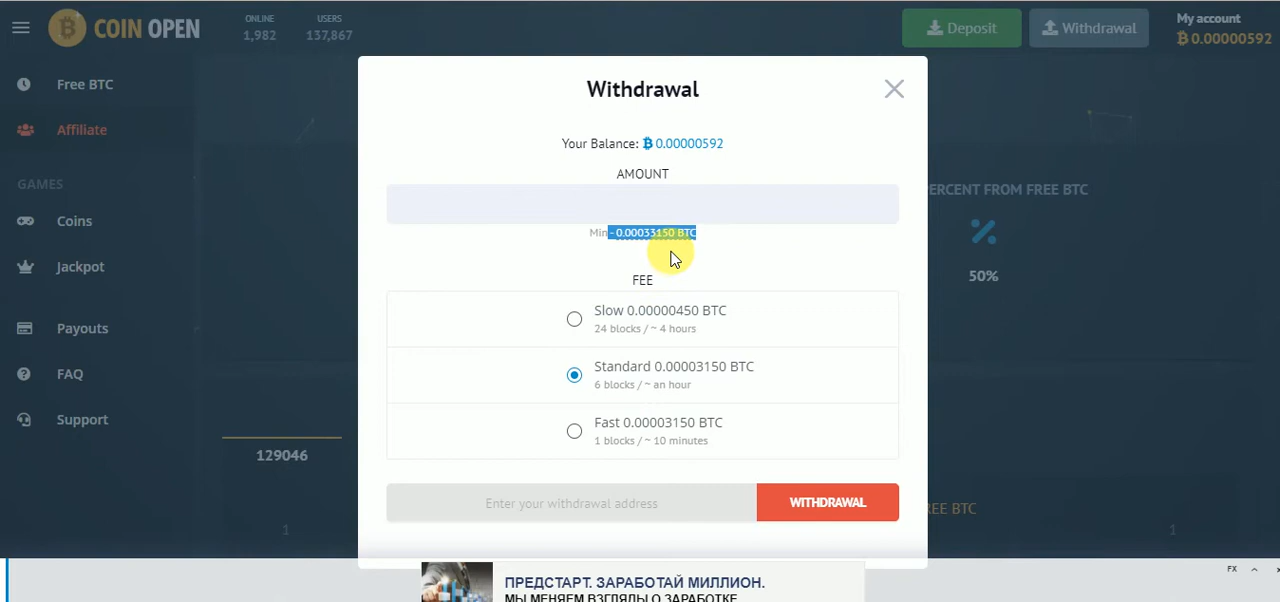 COIN OPEN
ONLINE
1,982
USERS
137,867
Deposit
Withdrawal
My account
0.00000592
Free BTC
Affiliate
GAMES
Coins
Jackpot
Payouts
FAQ
Support
Withdrawal
Your Balance: 0.00000592
AMOUNT
Min - 0.00033150 BTC
FEE
Slow 0.00000450 BTC
24 blocks / ~ 4 hours
Standard 0.00003150 BTC
6 blocks / ~ an hour
Fast 0.00003150 BTC
1 blocks / ~ 10 minutes
Enter your withdrawal address
WITHDRAWAL
PERCENT FROM FREE BTC
50%
129046
1
EE BTC
1
FX
ПРЕДСТАРТ. ЗАРАБОТАЙ МИЛЛИОН.
МЫ МЕНЯЕМ ВЗГЛЯДЫ О ЗАРАБОТКЕ